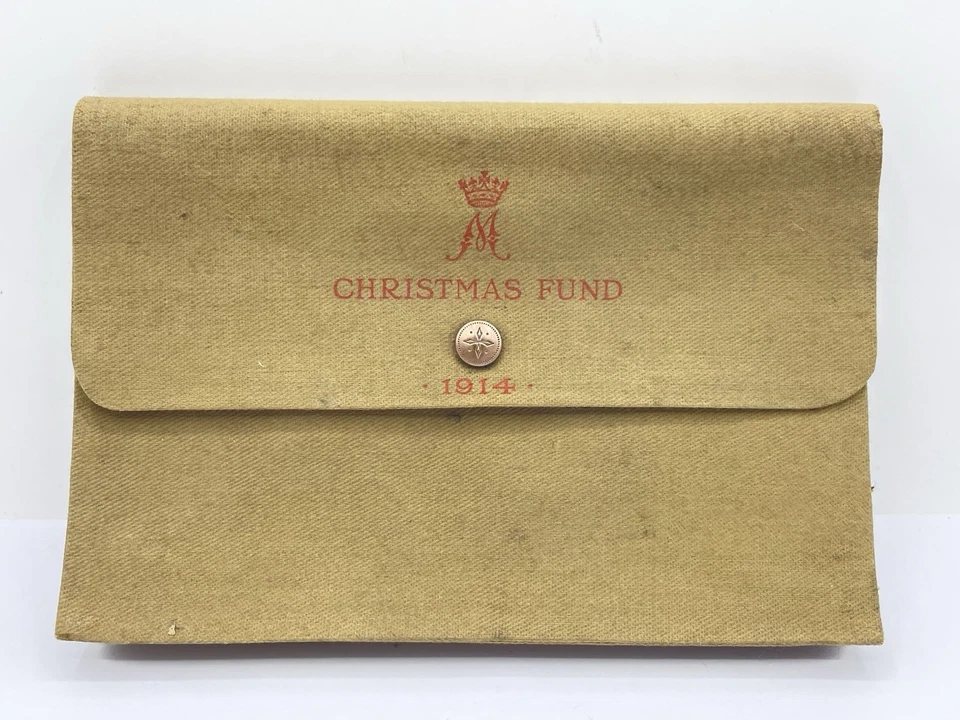 M
CHRISTMAS FUND
· 1914 ·